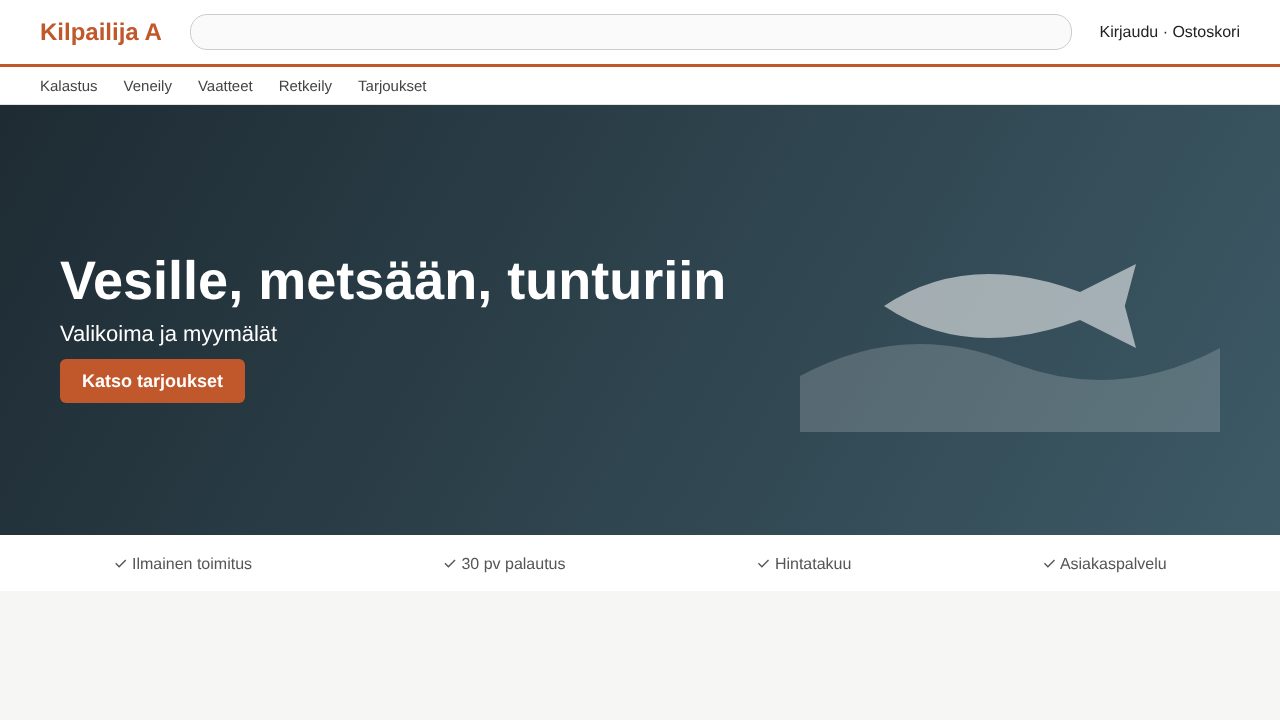 Kilpailija A
Kirjaudu · Ostoskori
Kalastus Veneily Vaatteet Retkeily Tarjoukset
Vesille, metsään, tunturiin
Valikoima ja myymälät
Katso tarjoukset
✓ Ilmainen toimitus ✓ 30 pv palautus ✓ Hintatakuu ✓ Asiakaspalvelu